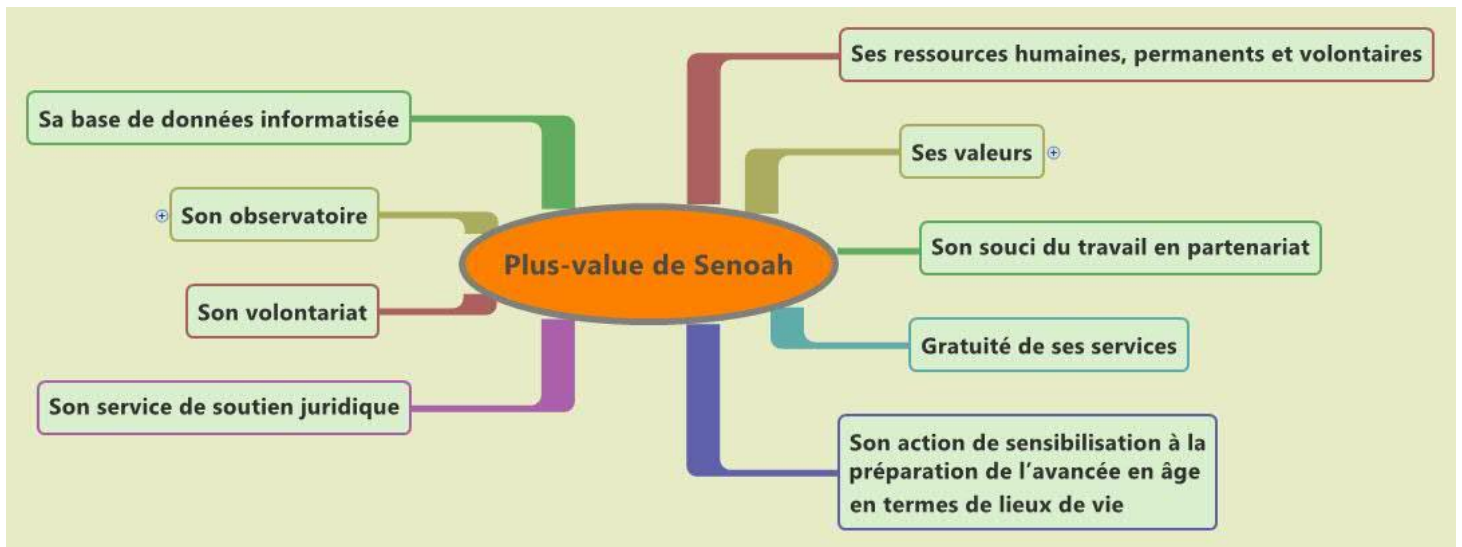 Plus-value de Senoah
Ses ressources humaines, permanents et volontaires
Ses valeurs
Son souci du travail en partenariat
Gratuité de ses services
Son action de sensibilisation à la
préparation de l’avancée en âge
en termes de lieux de vie
Son service de soutien juridique
Son volontariat
Son observatoire
Sa base de données informatisée